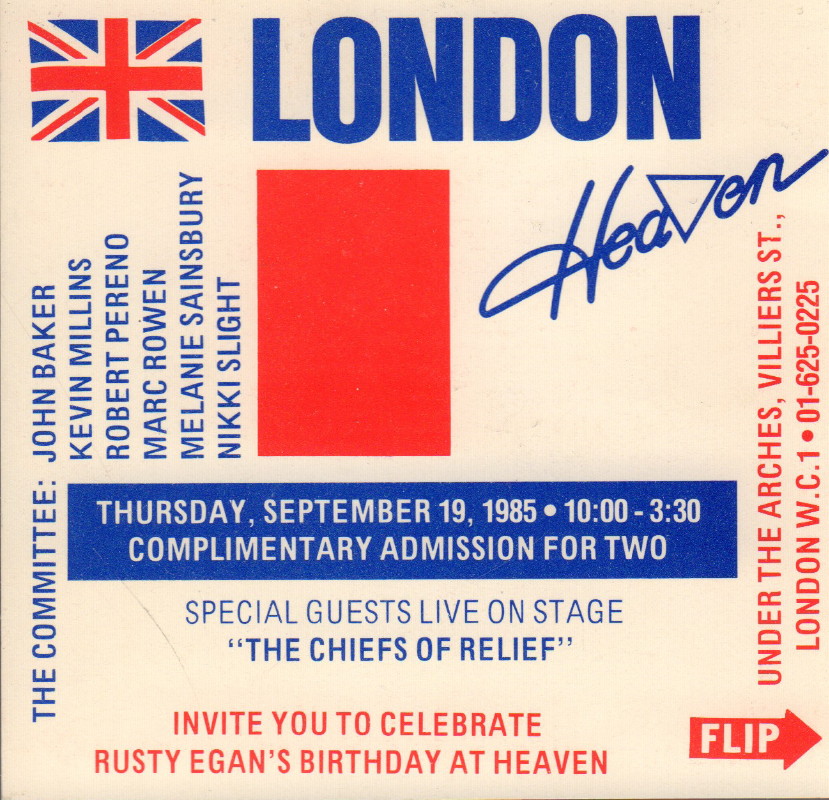 LONDON
Heaven
THE COMMITTEE: JOHN BAKER
KEVIN MILLINS
ROBERT PERENO
MARC ROWEN
MELANIE SAINSBURY
NIKKI SLIGHT
UNDER THE ARCHES, VILLIERS ST.,
LONDON W.C.1 • 01-625-0225
THURSDAY, SEPTEMBER 19, 1985 • 10:00 - 3:30
COMPLIMENTARY ADMISSION FOR TWO
SPECIAL GUESTS LIVE ON STAGE
"THE CHIEFS OF RELIEF"
INVITE YOU TO CELEBRATE
RUSTY EGAN'S BIRTHDAY AT HEAVEN
FLIP